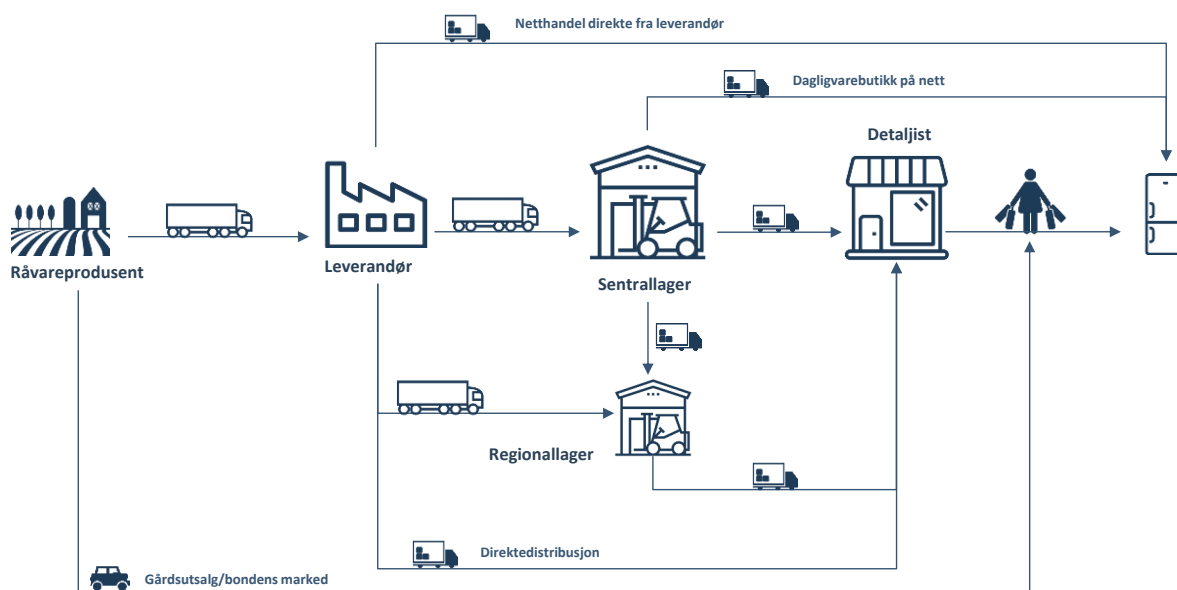 Netthandel direkte fra leverandør
Dagligvarebutikk på nett
Detaljist
Råvareprodusent
Leverandør
Sentrallager
Regionallager
Direktedistribusjon
Gårdsutsalg/bondens marked